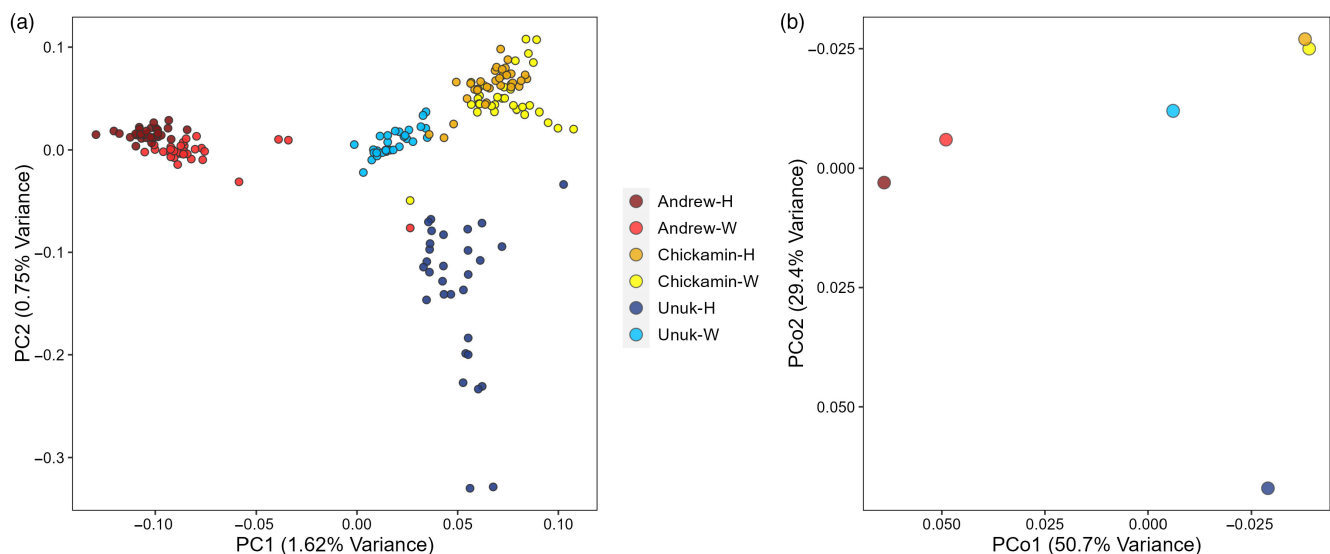 (a)
0.1
0.0
−0.1
−0.2
−0.3
PC2 (0.75% Variance)
−0.10
−0.05
0.00
0.05
0.10
PC1 (1.62% Variance)
Andrew-H
Andrew-W
Chickamin-H
Chickamin-W
Unuk-H
Unuk-W
(b)
−0.025
0.000
0.025
0.050
PCo2 (29.4% Variance)
0.050
0.025
0.000
−0.025
PCo1 (50.7% Variance)